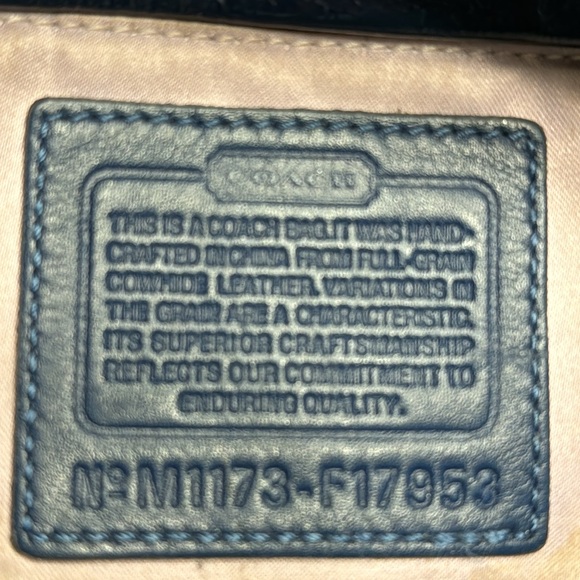 COACH
THIS IS A COACH BAG.IT WAS HAND-
CRAFTED IN CHINA FROM FULL-GRAIN
COWHIDE LEATHER. VARIATIONS IN
THE GRAIN ARE A CHARACTERISTIC.
ITS SUPERIOR CRAFTSMANSHIP
REFLECTS OUR COMMITMENT TO
ENDURING QUALITY.
Nº M1173-F17953